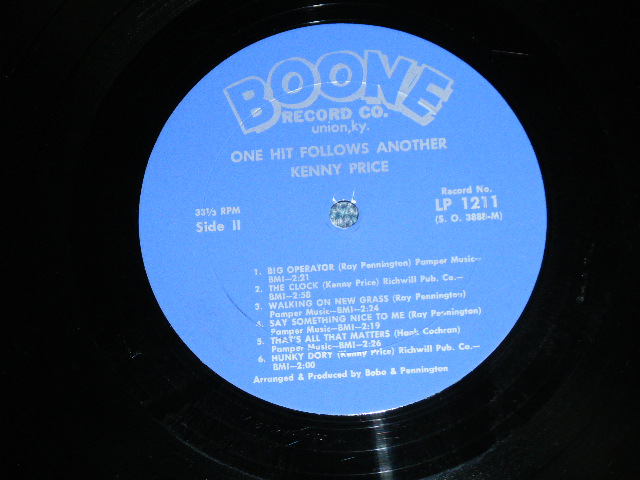 BOONE
RECORD CO.
union, ky.
ONE HIT FOLLOWS ANOTHER
KENNY PRICE
33⅓ RPM
Side II
Record No.
LP 1211
(S. O. 3888-M)
1. BIG OPERATOR (Ray Pennington) Pamper Music—
BMI—2:21
2. THE CLOCK (Kenny Price) Richwill Pub. Co.—
BMI—2:58
3. WALKING ON NEW GRASS (Ray Pennington)
Pamper Music—BMI—2:24
4. SAY SOMETHING NICE TO ME (Ray Pennington)
Pamper Music—BMI—2:19
5. THAT'S ALL THAT MATTERS (Hank Cochran)
Pamper Music—BMI—2:26
6. HUNKY DORY (Kenny Price) Richwill Pub. Co.—
BMI—2:00
Arranged & Produced by Bobo & Pennington